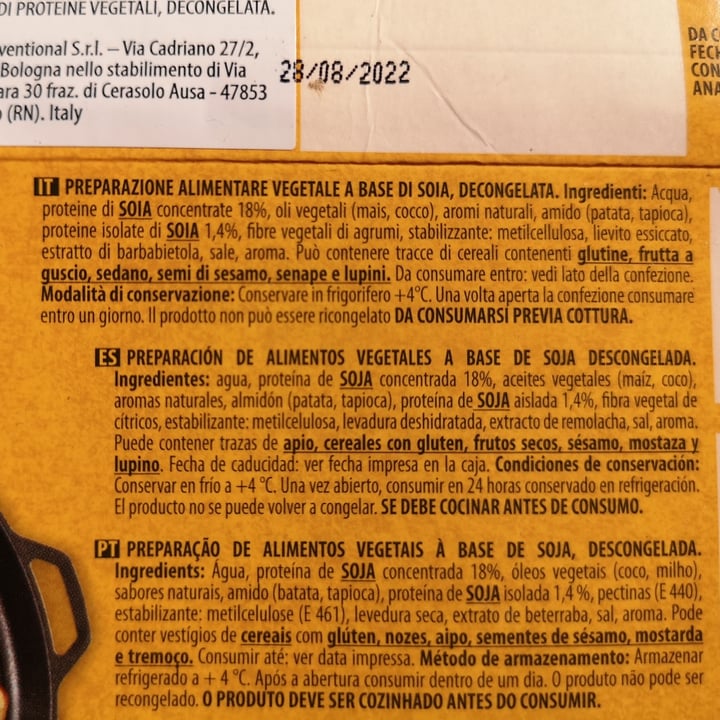 DI PROTEINE VEGETALI, DECONGELATA.
ventional S.r.l. – Via Cadriano 27/2,
Bologna nello stabilimento di Via
ara 30 fraz. di Cerasolo Ausa - 47853
(RN). Italy
28/08/2022
DA C
FECH
CON
ANA
IT PREPARAZIONE ALIMENTARE VEGETALE A BASE DI SOIA, DECONGELATA. Ingredienti: Acqua,
proteine di SOIA concentrate 18%, oli vegetali (mais, cocco), aromi naturali, amido (patata, tapioca),
proteine isolate di SOIA 1,4%, fibre vegetali di agrumi, stabilizzante: metilcellulosa, lievito essiccato,
estratto di barbabietola, sale, aroma. Può contenere tracce di cereali contenenti glutine, frutta a
guscio, sedano, semi di sesamo, senape e lupini. Da consumare entro: vedi lato della confezione.
Modalità di conservazione: Conservare in frigorifero +4°C. Una volta aperta la confezione consumare
entro un giorno. Il prodotto non può essere ricongelato DA CONSUMARSI PREVIA COTTURA.
ES PREPARACIÓN DE ALIMENTOS VEGETALES A BASE DE SOJA DESCONGELADA.
Ingredientes: agua, proteína de SOJA concentrada 18%, aceites vegetales (maíz, coco),
aromas naturales, almidón (patata, tapioca), proteína de SOJA aislada 1,4%, fibra vegetal de
cítricos, estabilizante: metilcelulosa, levadura deshidratada, extracto de remolacha, sal, aroma.
Puede contener trazas de apio, cereales con gluten, frutos secos, sésamo, mostaza y
lupino. Fecha de caducidad: ver fecha impresa en la caja. Condiciones de conservación:
Conservar en frío a +4 °C. Una vez abierto, consumir en 24 horas conservado en refrigeración.
El producto no se puede volver a congelar. SE DEBE COCINAR ANTES DE CONSUMO.
PT PREPARAÇÃO DE ALIMENTOS VEGETAIS À BASE DE SOJA, DESCONGELADA.
Ingredients: Água, proteína de SOJA concentrada 18%, óleos vegetais (coco, milho),
sabores naturais, amido (batata, tapioca), proteína de SOJA isolada 1,4 %, pectinas (E 440),
estabilizante: metilcelulose (E 461), levedura seca, extrato de beterraba, sal, aroma. Pode
conter vestígios de cereais com glúten, nozes, aipo, sementes de sésamo, mostarda
e tremoço. Consumir até: ver data impressa. Método de armazenamento: Armazenar
refrigerado a + 4 °C. Após a abertura consumir dentro de um dia. O produto não pode ser
recongelado. O PRODUTO DEVE SER COZINHADO ANTES DO CONSUMIR.